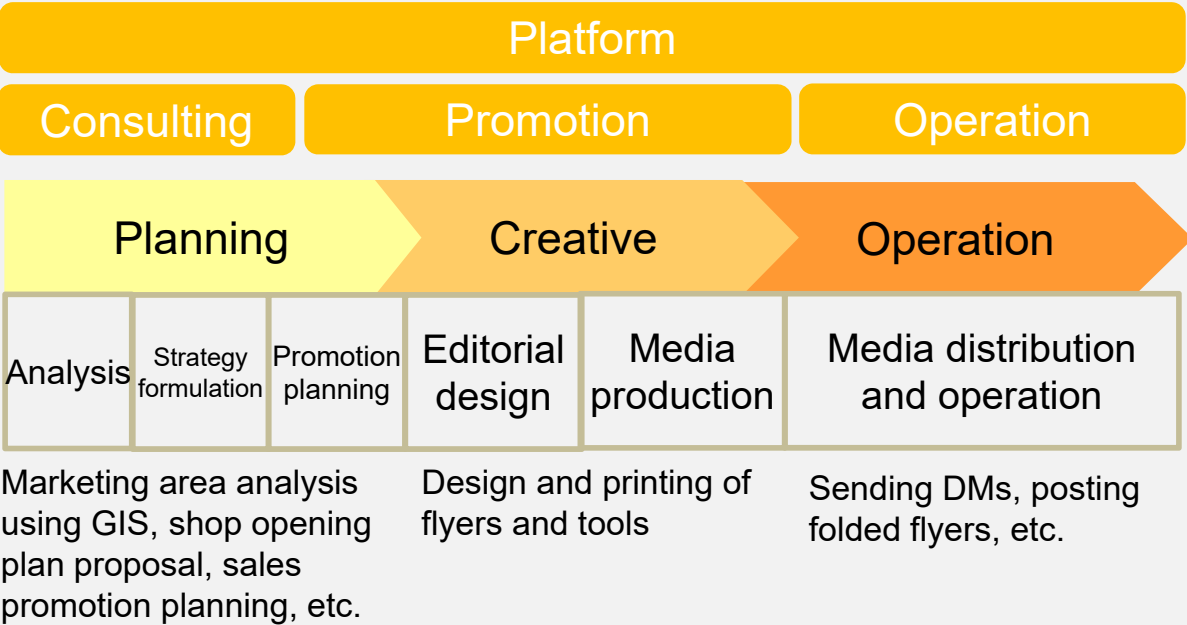 Platform
Consulting
Promotion
Operation
Planning
Creative
Operation
Analysis
Strategy
formulation
Promotion
planning
Editorial
design
Media
production
Media distribution
and operation
Marketing area analysis
using GIS, shop opening
plan proposal, sales
promotion planning, etc.
Design and printing of
flyers and tools
Sending DMs, posting
folded flyers, etc.